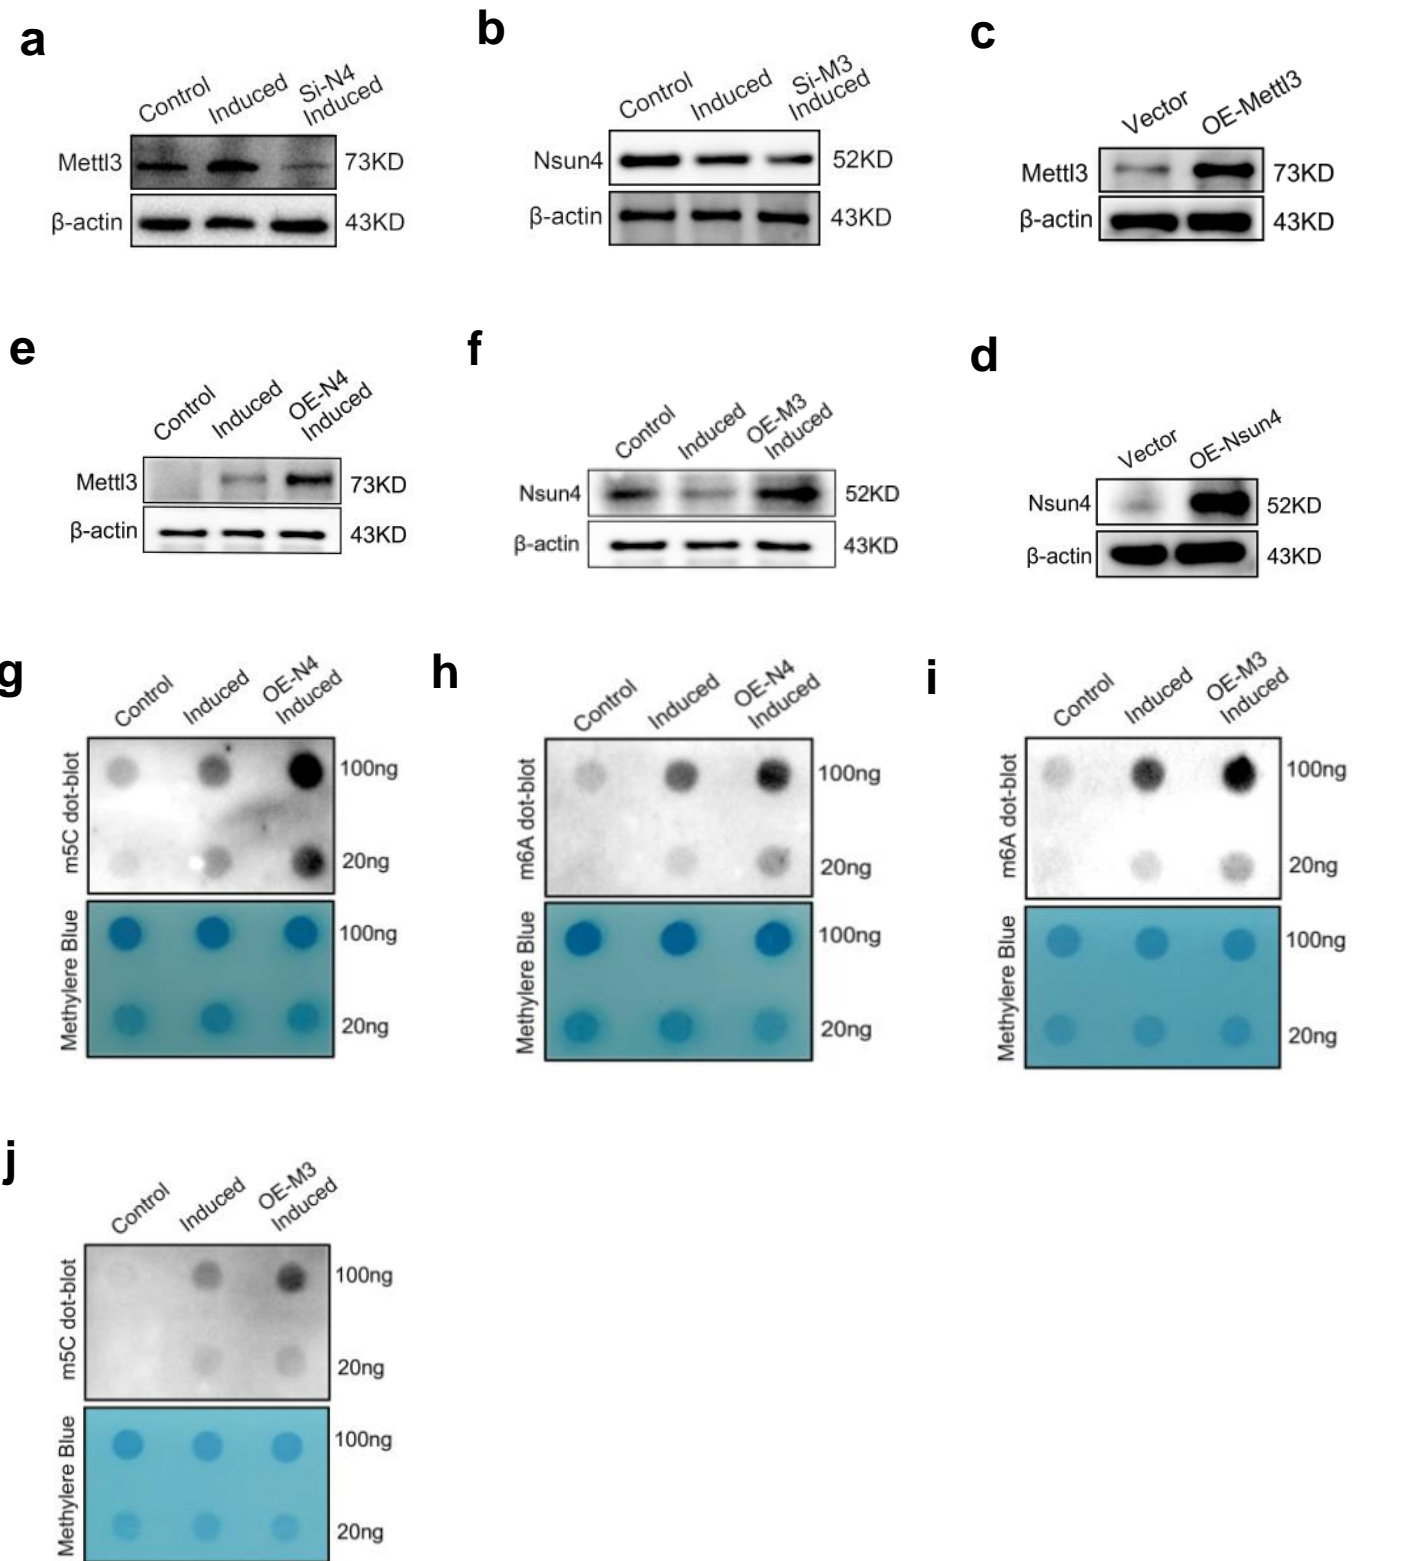 a
Control
Induced
Si-N4
Induced
Mettl3
73KD
β-actin
43KD
b
Control
Induced
Si-M3
Induced
Nsun4
52KD
β-actin
43KD
c
Vector
OE-Mettl3
Mettl3
73KD
β-actin
43KD
e
Control
Induced
OE-N4
Induced
Mettl3
73KD
β-actin
43KD
f
Control
Induced
OE-M3
Induced
Nsun4
52KD
β-actin
43KD
d
Vector
OE-Nsun4
Nsun4
52KD
β-actin
43KD
g
Control
Induced
OE-N4
Induced
m5C dot-blot
100ng
20ng
Methylere Blue
100ng
20ng
h
Control
Induced
OE-N4
Induced
m6A dot-blot
100ng
20ng
Methylere Blue
100ng
20ng
i
Control
Induced
OE-M3
Induced
m6A dot-blot
100ng
20ng
Methylere Blue
100ng
20ng
j
Control
Induced
OE-M3
Induced
m5C dot-blot
100ng
20ng
Methylere Blue
100ng
20ng